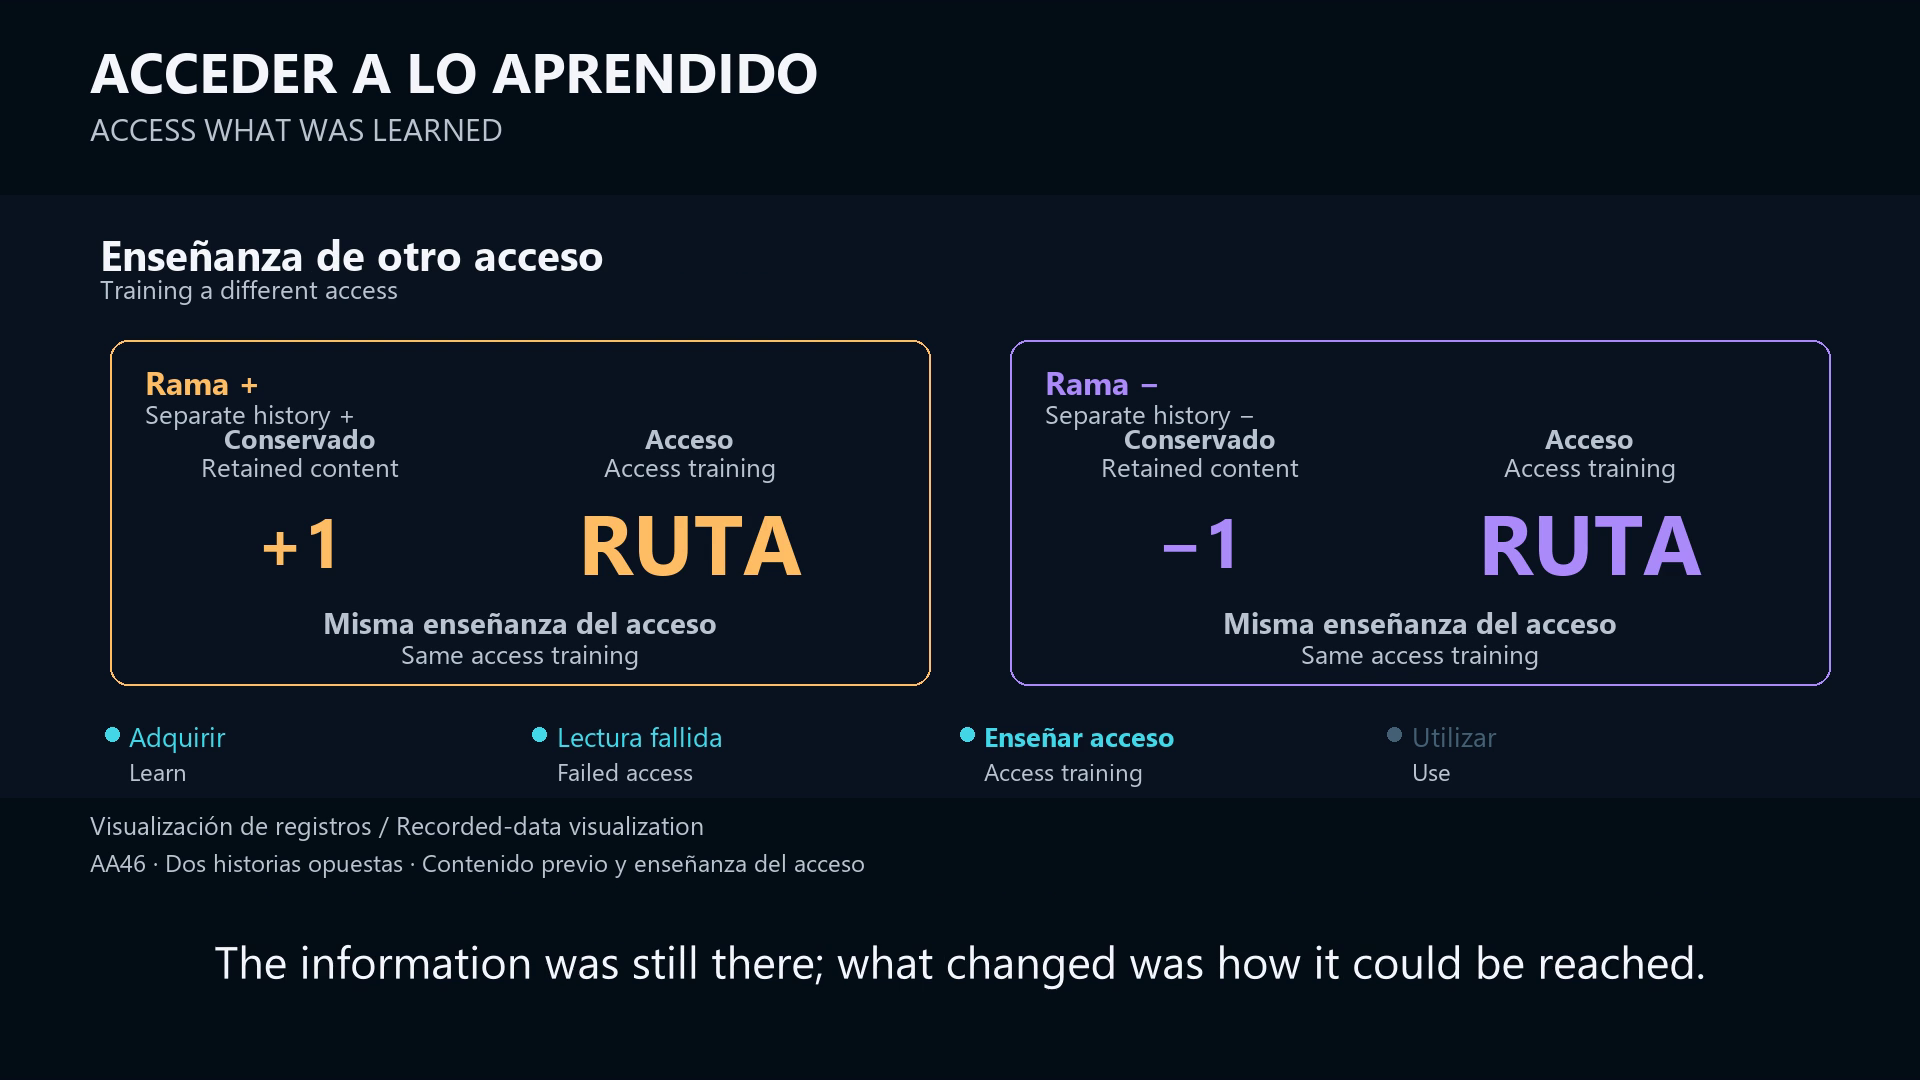 ACCEDER A LO APRENDIDO
ACCESS WHAT WAS LEARNED
Enseñanza de otro acceso
Training a different access
Rama +
Separate history +
Conservado
Retained content
+1
Acceso
Access training
RUTA
Misma enseñanza del acceso
Same access training
Rama −
Separate history −
Conservado
Retained content
−1
Acceso
Access training
RUTA
Misma enseñanza del acceso
Same access training
Adquirir
Learn
Lectura fallida
Failed access
Enseñar acceso
Access training
Utilizar
Use
Visualización de registros / Recorded-data visualization
AA46 · Dos historias opuestas · Contenido previo y enseñanza del acceso
The information was still there; what changed was how it could be reached.